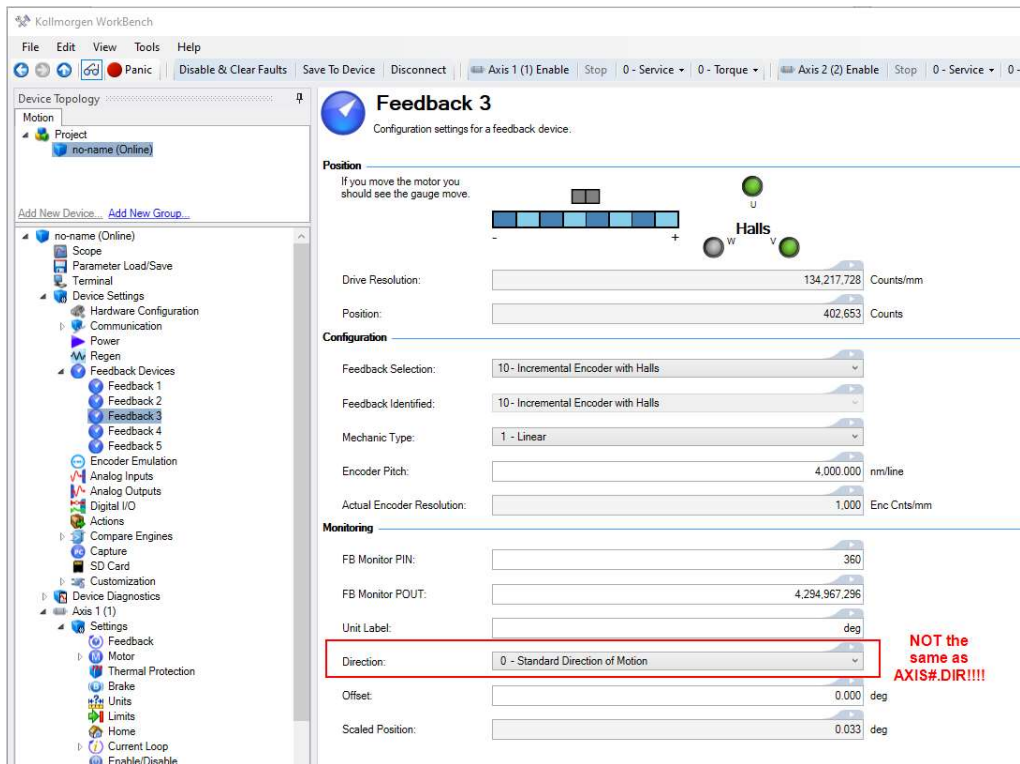 Kollmorgen WorkBench
File Edit View Tools Help
Panic Disable & Clear Faults Save To Device Disconnect Axis 1 (1) Enable Stop 0 - Service 0 - Torque Axis 2 (2) Enable Stop 0 - Service 0 -
Device Topology
Motion
Project
no-name (Online)
Add New Device... Add New Group...
no-name (Online)
Scope
Parameter Load/Save
Terminal
Device Settings
Hardware Configuration
Communication
Power
Regen
Feedback Devices
Feedback 1
Feedback 2
Feedback 3
Feedback 4
Feedback 5
Encoder Emulation
Analog Inputs
Analog Outputs
Digital I/O
Actions
Compare Engines
Capture
SD Card
Customization
Device Diagnostics
Axis 1 (1)
Settings
Feedback
Motor
Thermal Protection
Brake
Units
Limits
Home
Current Loop
Enable/Disable
Feedback 3
Configuration settings for a feedback device.
Position
If you move the motor you
should see the gauge move.
- +
U
Halls
W V
Drive Resolution: 134,217,728 Counts/mm
Position: 402,653 Counts
Configuration
Feedback Selection: 10 - Incremental Encoder with Halls
Feedback Identified: 10 - Incremental Encoder with Halls
Mechanic Type: 1 - Linear
Encoder Pitch: 4,000.000 nm/line
Actual Encoder Resolution: 1,000 Enc Cnts/mm
Monitoring
FB Monitor PIN: 360
FB Monitor POUT: 4,294,967,296
Unit Label: deg
Direction: 0 - Standard Direction of Motion
NOT the
same as
AXIS#.DIR!!!!
Offset: 0.000 deg
Scaled Position: 0.033 deg